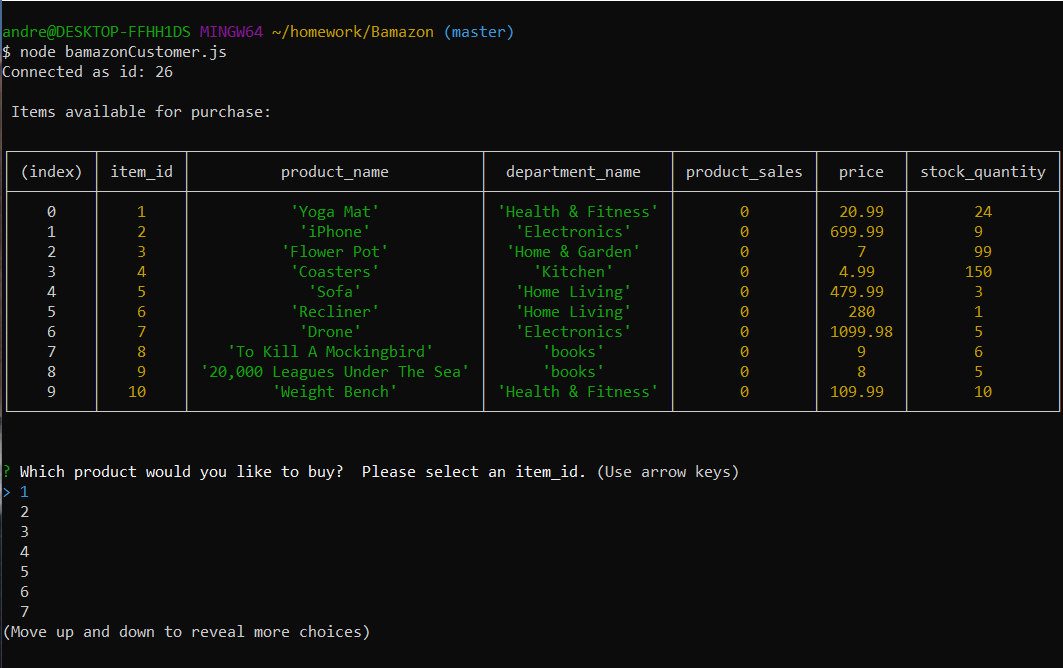 andre@DESKTOP-FFHH1DS MINGW64 ~/homework/Bamazon (master)
$ node bamazonCustomer.js
Connected as id: 26
Items available for purchase:
(index) item_id product_name department_name product_sales price stock_quantity
0 1 'Yoga Mat' 'Health & Fitness' 0 20.99 24
1 2 'iPhone' 'Electronics' 0 699.99 9
2 3 'Flower Pot' 'Home & Garden' 0 7 99
3 4 'Coasters' 'Kitchen' 0 4.99 150
4 5 'Sofa' 'Home Living' 0 479.99 3
5 6 'Recliner' 'Home Living' 0 280 1
6 7 'Drone' 'Electronics' 0 1099.98 5
7 8 'To Kill A Mockingbird' 'books' 0 9 6
8 9 '20,000 Leagues Under The Sea' 'books' 0 8 5
9 10 'Weight Bench' 'Health & Fitness' 0 109.99 10
? Which product would you like to buy?  Please select an item_id. (Use arrow keys)
> 1
2
3
4
5
6
7
(Move up and down to reveal more choices)